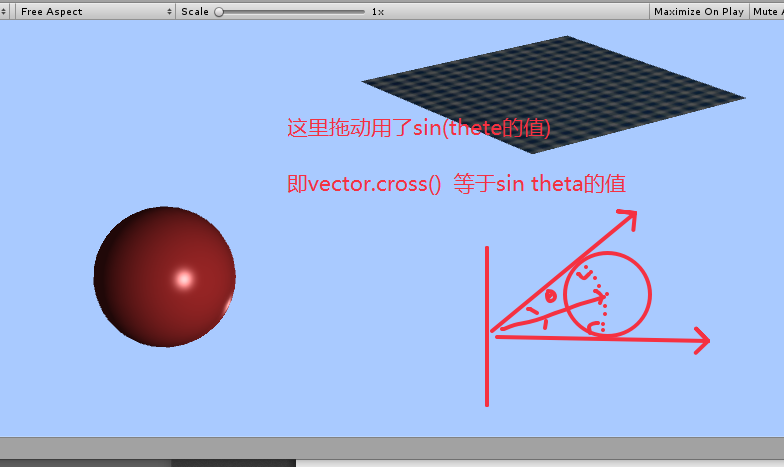 Free Aspect
Scale
1x
Maximize On Play
Mute A
这里拖动用了sin(thete的值)
即vector.cross() 等于sin theta的值